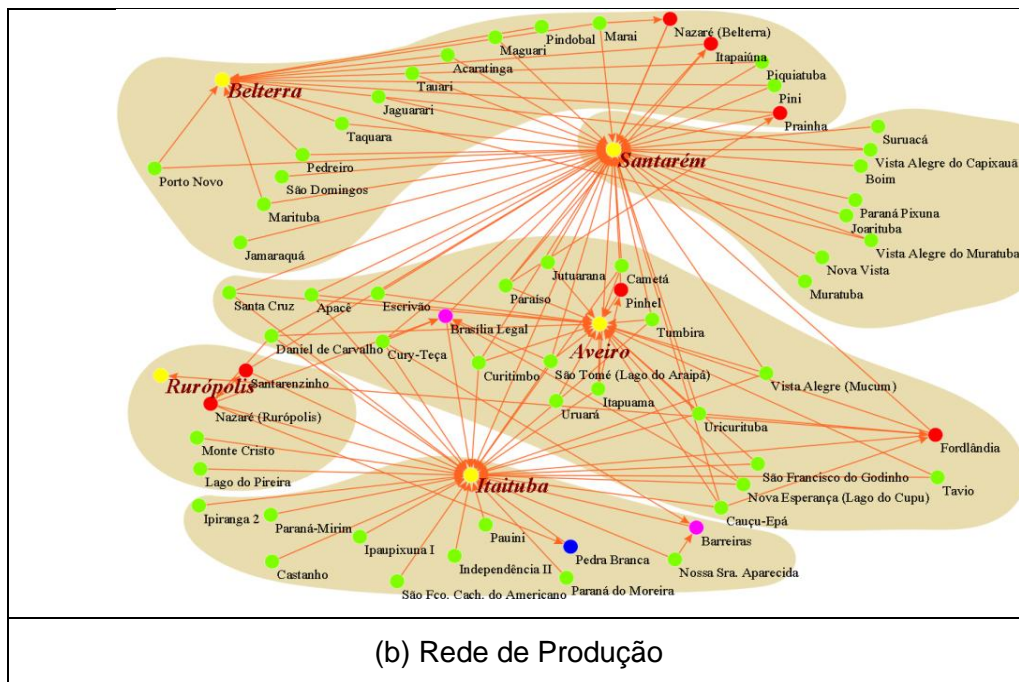 Nazaré (Belterra)
Marai
Pindobal
Maguari
Itapaiúna
Acaratinga
Piquiatuba
Tauari
Belterra
Pini
Jaguarari
Prainha
Taquara
Suruacá
Santarém
Vista Alegre do Capixauã
Pedreiro
Porto Novo
Boim
São Domingos
Paraná Pixuna
Marituba
Joarituba
Jamaraquá
Vista Alegre do Muratuba
Nova Vista
Jutuarana
Cametá
Muratuba
Santa Cruz
Apacê
Escrivão
Paraíso
Pinhel
Brasília Legal
Tumbira
Aveiro
Daniel de Carvalho
Cury-Teça
Curitimbo
São Tomé (Lago do Araipá)
Rurópolis
Santarenzinho
Vista Alegre (Mucum)
Itapuama
Nazaré (Rurópolis)
Uruará
Uricurituba
Monte Cristo
Fordlândia
Lago do Pireira
São Francisco do Godinho
Itaituba
Tavio
Nova Esperança (Lago do Cupu)
Ipiranga 2
Paraná-Mirim
Cauçu-Epá
Pauini
Barreiras
Ipaupixuna I
Pedra Branca
Independência II
Nossa Sra. Aparecida
Castanho
Paraná do Moreira
São Fco. Cach. do Americano
(b) Rede de Produção